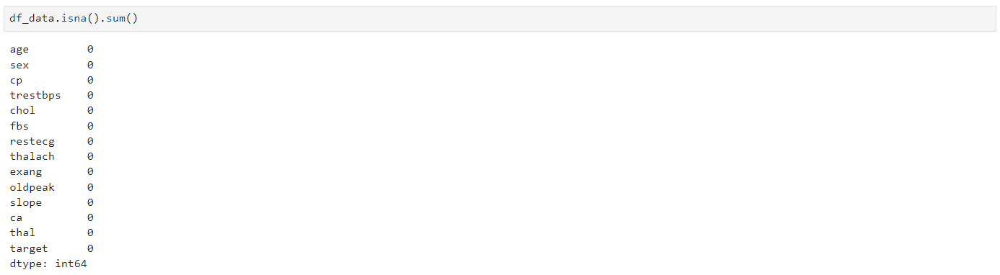 df_data.isna().sum()
age 0
sex 0
cp 0
trestbps 0
chol 0
fbs 0
restecg 0
thalach 0
exang 0
oldpeak 0
slope 0
ca 0
thal 0
target 0
dtype: int64